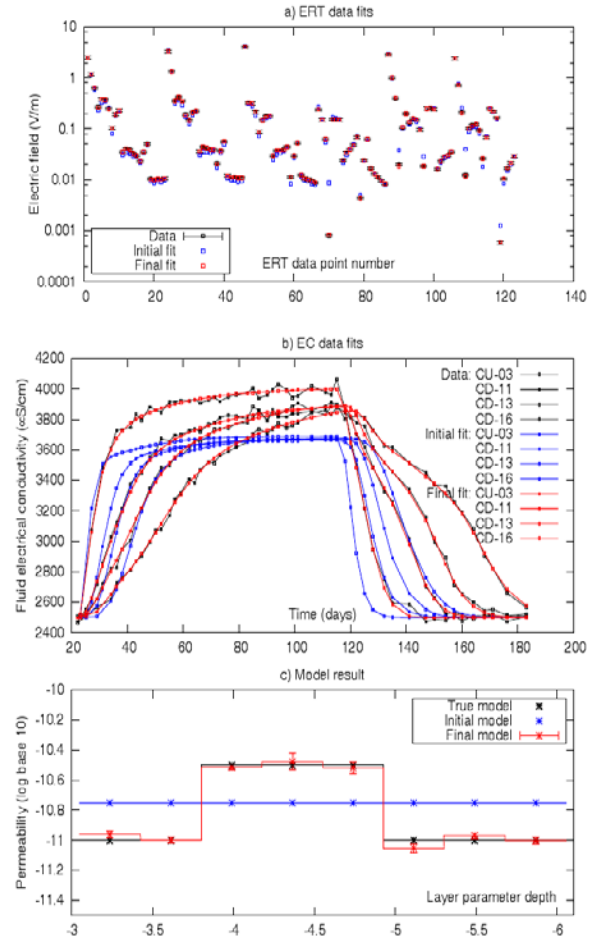 a) ERT data fits
10
1
0.1
0.01
0.001
0.0001
Electric field (V/m)
Data
Initial fit
Final fit
ERT data point number
0 20 40 60 80 100 120 140
b) EC data fits
4200
4000
3800
3600
3400
3200
3000
2800
2600
2400
Fluid electrical conductivity («S/cm)
Data: CU-03
CD-11
CD-13
CD-16
Initial fit: CU-03
CD-11
CD-13
CD-16
Final fit: CU-03
CD-11
CD-13
CD-16
Time (days)
20 40 60 80 100 120 140 160 180 200
c) Model result
-10
-10.2
-10.4
-10.6
-10.8
-11
-11.2
-11.4
Permeability (log base 10)
True model
Initial model
Final model
Layer parameter depth
-3 -3.5 -4 -4.5 -5 -5.5 -6